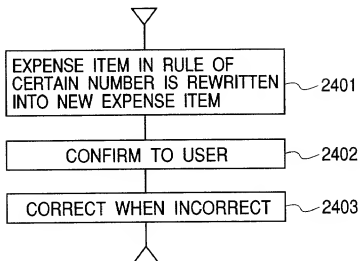 EXPENSE ITEM IN RULE OF
CERTAIN NUMBER IS REWRITTEN
INTO NEW EXPENSE ITEM
2401
CONFIRM TO USER
2402
CORRECT WHEN INCORRECT
2403